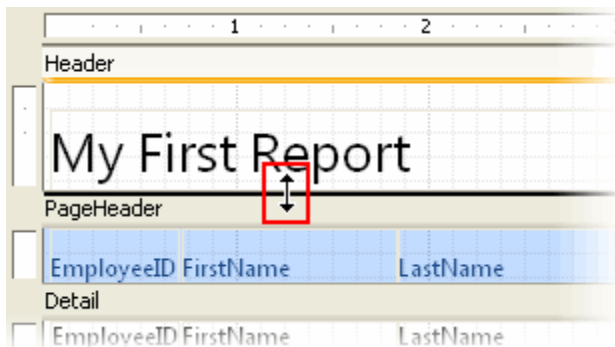 1 2
Header
My First Report
PageHeader
EmployeeID FirstName LastName
Detail
EmployeeID FirstName LastName